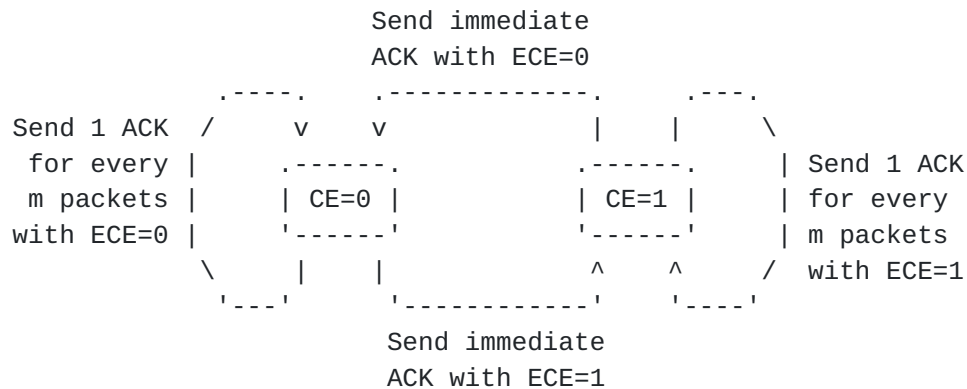 Send immediate
ACK with ECE=0
Send 1 ACK
for every
m packets
with ECE=0
CE=0
CE=1
Send 1 ACK
for every
m packets
with ECE=1
Send immediate
ACK with ECE=1